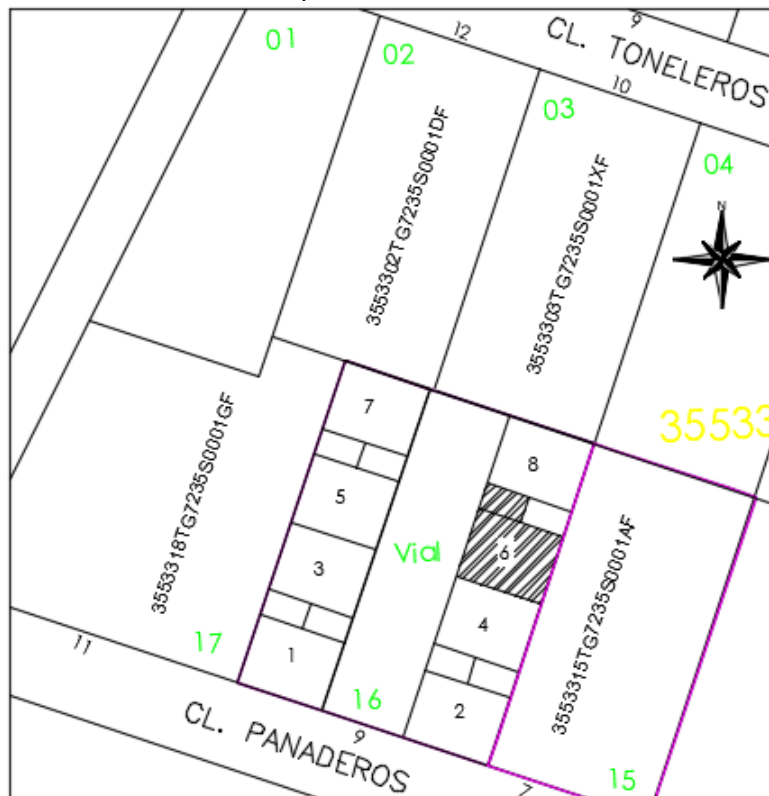 9
CL. TONELEROS
12
10
01
02
03
04
N
3553302TG7235S0001DF
3553303TG7235S0001XF
35533
3553318TG7235S0001GF
3553315TG7235S0001AF
7
8
5
6
3
4
1
2
Vial
11
17
16
9
CL. PANADEROS
7
15